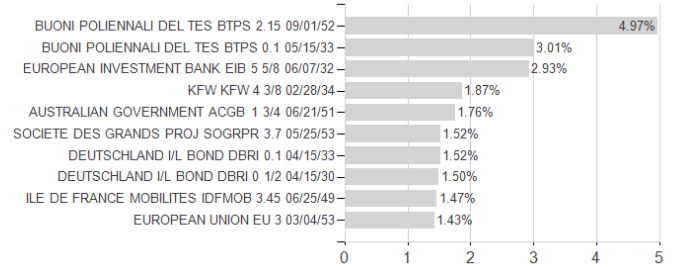 BUONI POLIENNALI DEL TES BTPS 2.15 09/01/52 4.97%
BUONI POLIENNALI DEL TES BTPS 0.1 05/15/33 3.01%
EUROPEAN INVESTMENT BANK EIB 5 5/8 06/07/32 2.93%
KFW KFW 4 3/8 02/28/34 1.87%
AUSTRALIAN GOVERNMENT ACGB 1 3/4 06/21/51 1.76%
SOCIETE DES GRANDS PROJ SOGRPR 3.7 05/25/53 1.52%
DEUTSCHLAND I/L BOND DBRI 0.1 04/15/33 1.52%
DEUTSCHLAND I/L BOND DBRI 0 1/2 04/15/30 1.50%
ILE DE FRANCE MOBILITES IDFMOB 3.45 06/25/49 1.47%
EUROPEAN UNION EU 3 03/04/53 1.43%
0 1 2 3 4 5